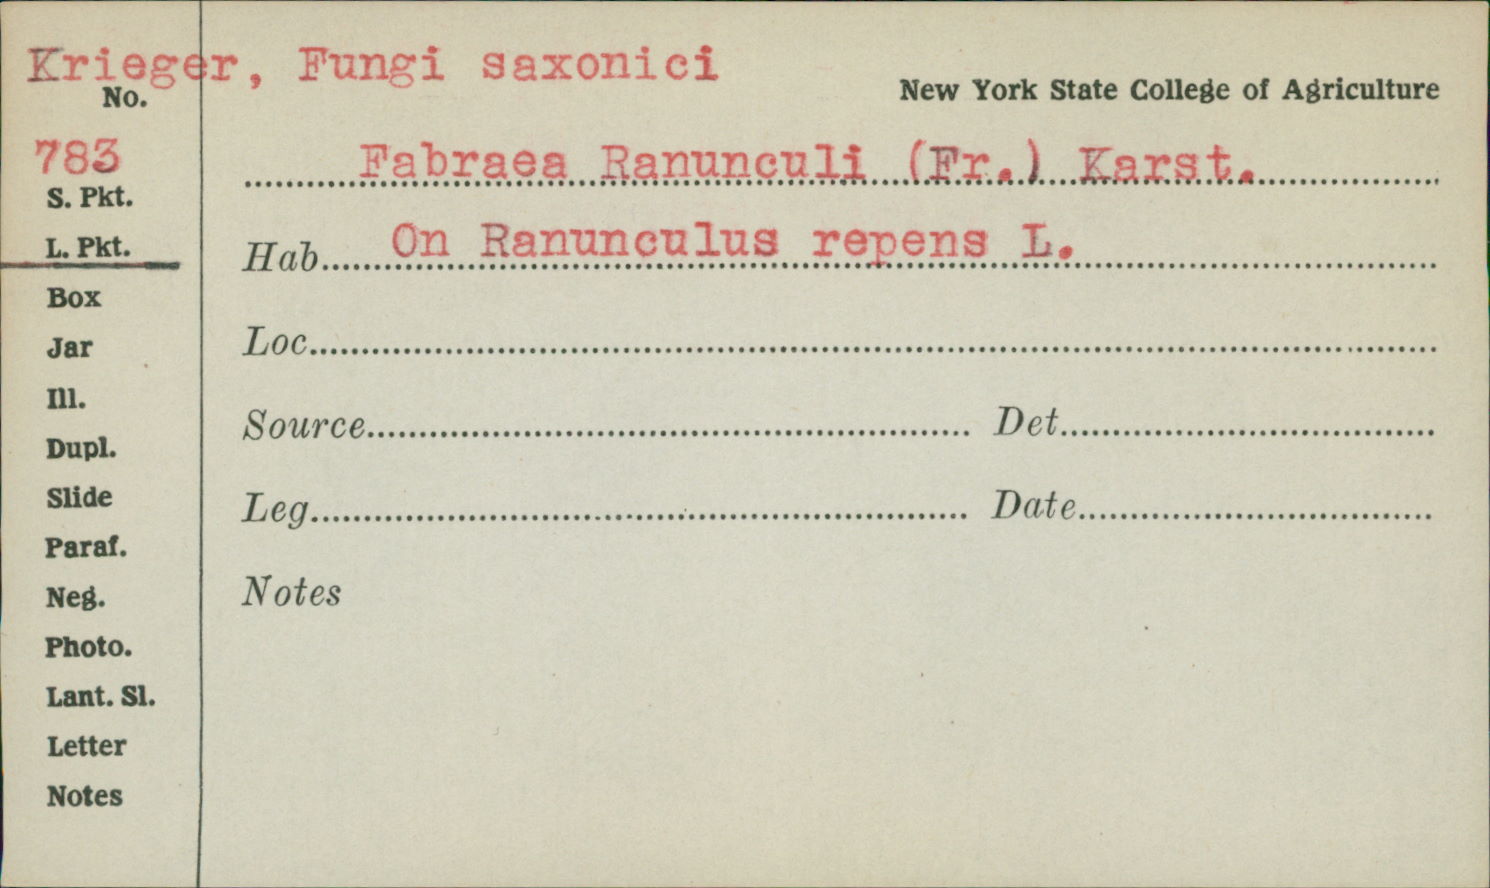 Krieger, Fungi saxonici
No.
New York State College of Agriculture
783
Fabraea Ranunculi (Fr.) Karst.
S. Pkt.
L. Pkt.
Hab. On Ranunculus repens L.
Box
Jar
Loc.
Ill.
Source Det.
Dupl.
Slide
Leg. Date
Paraf.
Neg.
Notes
Photo.
Lant. Sl.
Letter
Notes